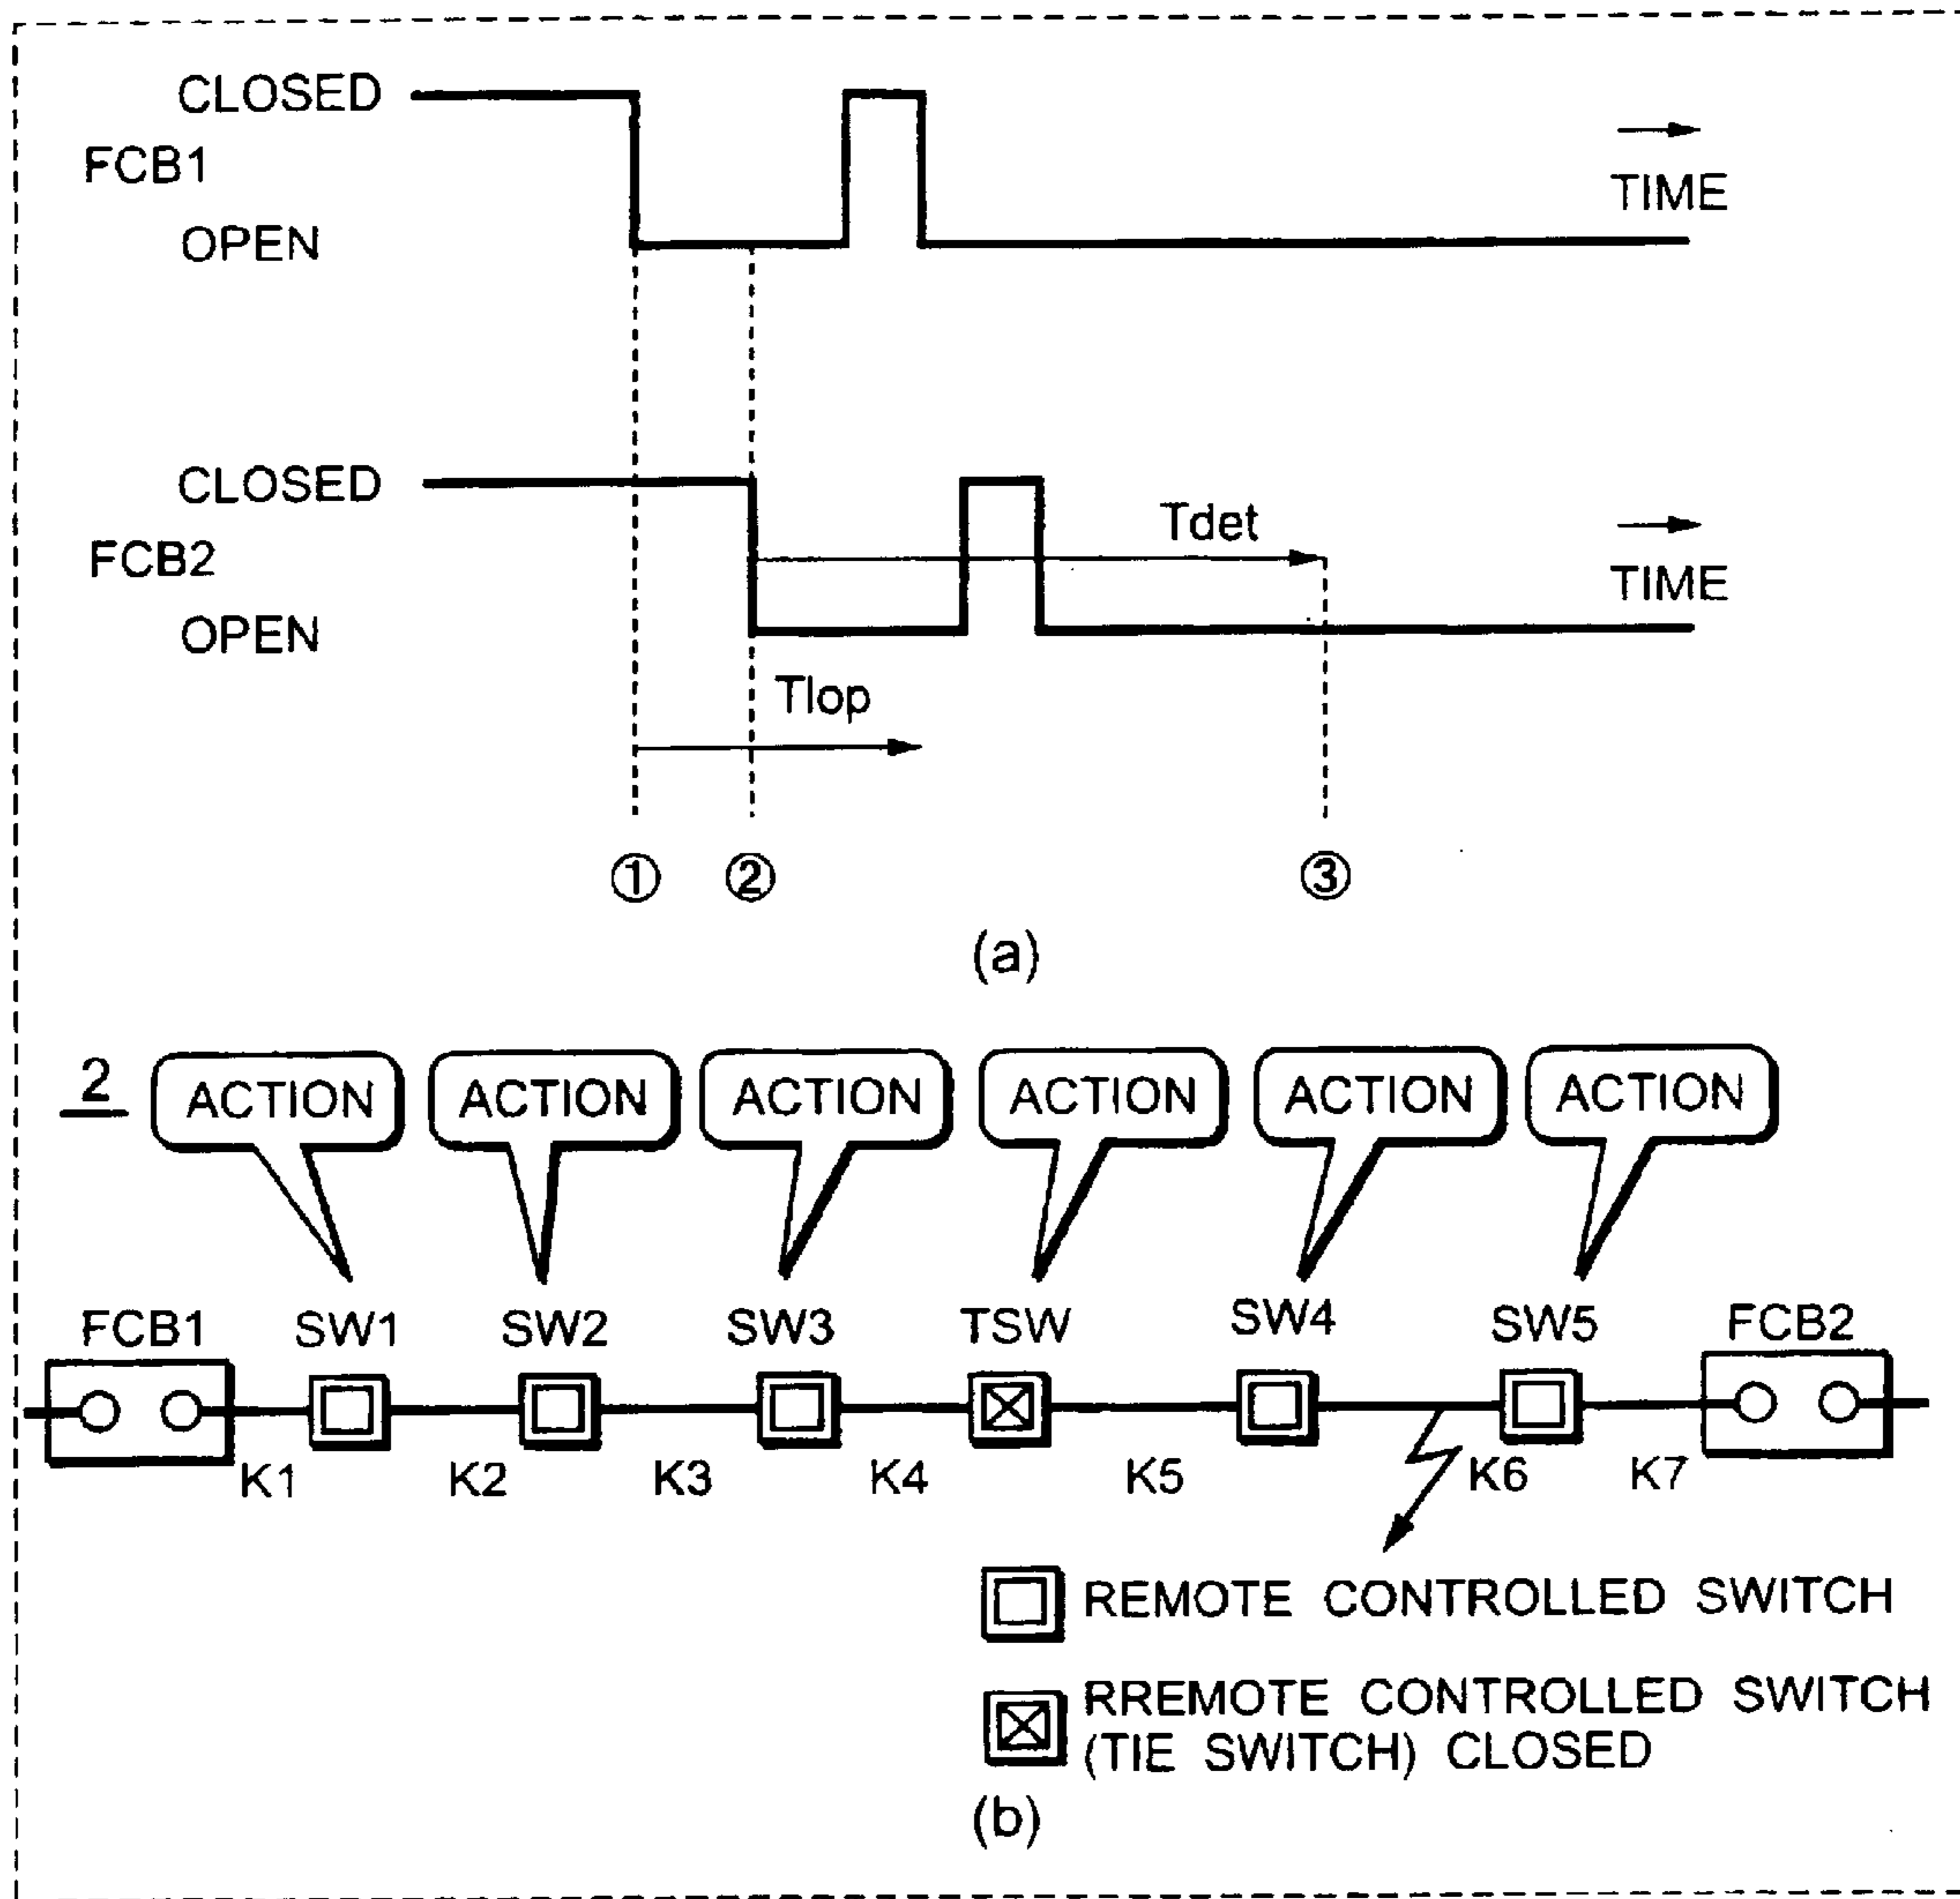 CLOSED
FCB1
OPEN
TIME
CLOSED
FCB2
OPEN
Tdet
TIME
Tlop
① ② ③
(a)
2
ACTION ACTION ACTION ACTION ACTION ACTION
FCB1 SW1 SW2 SW3 TSW SW4 SW5 FCB2
K1 K2 K3 K4 K5 K6 K7
REMOTE CONTROLLED SWITCH
RREMOTE CONTROLLED SWITCH
(TIE SWITCH) CLOSED
(b)